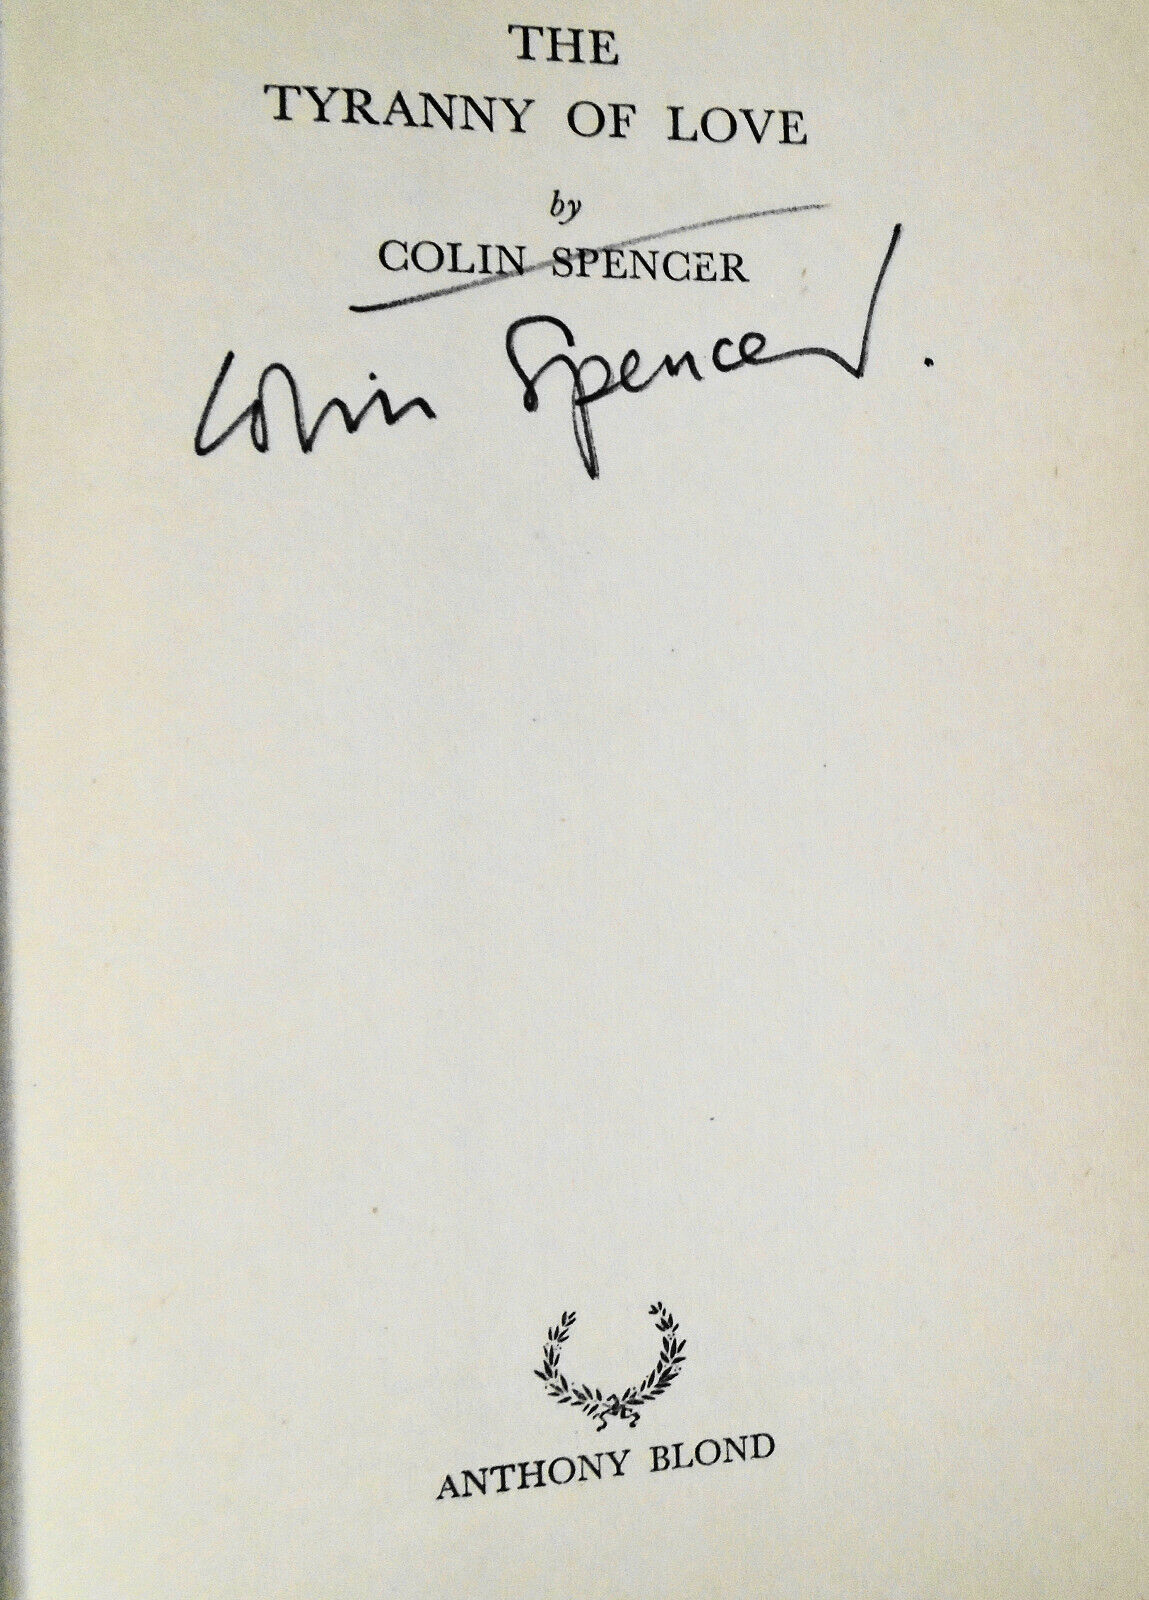 THE
TYRANNY OF LOVE
by
COLIN SPENCER
Colin Spencer.
ANTHONY BLOND